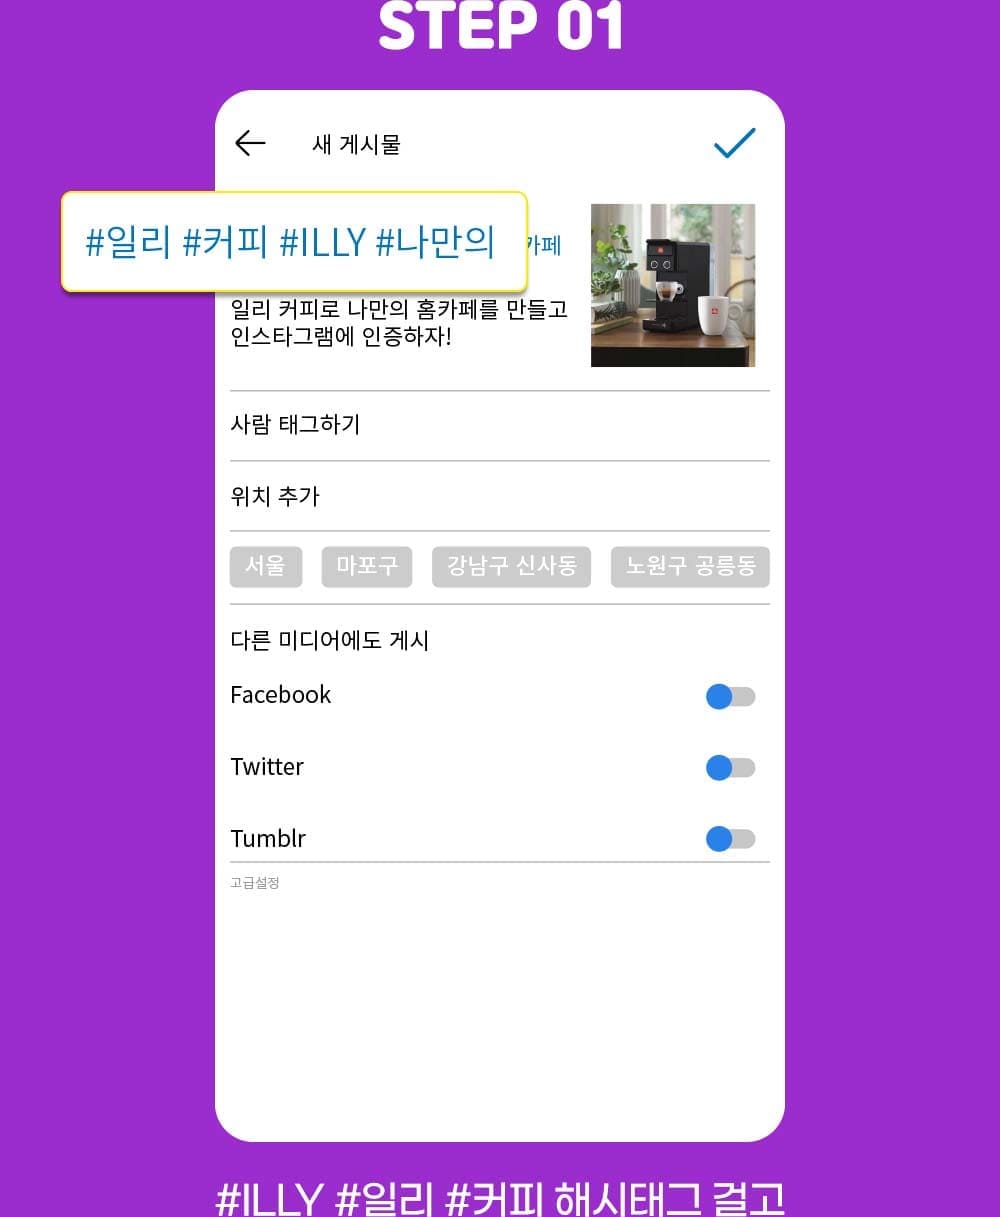 STEP 01
새 게시물
#일리 #커피 #ILLY #나만의
카페
일리 커피로 나만의 홈카페를 만들고
인스타그램에 인증하자!
사람 태그하기
위치 추가
서울 마포구 강남구 신사동 노원구 공릉동
다른 미디어에도 게시
Facebook
Twitter
Tumblr
고급설정
#ILLY #일리 #커피 해시태그 걸고